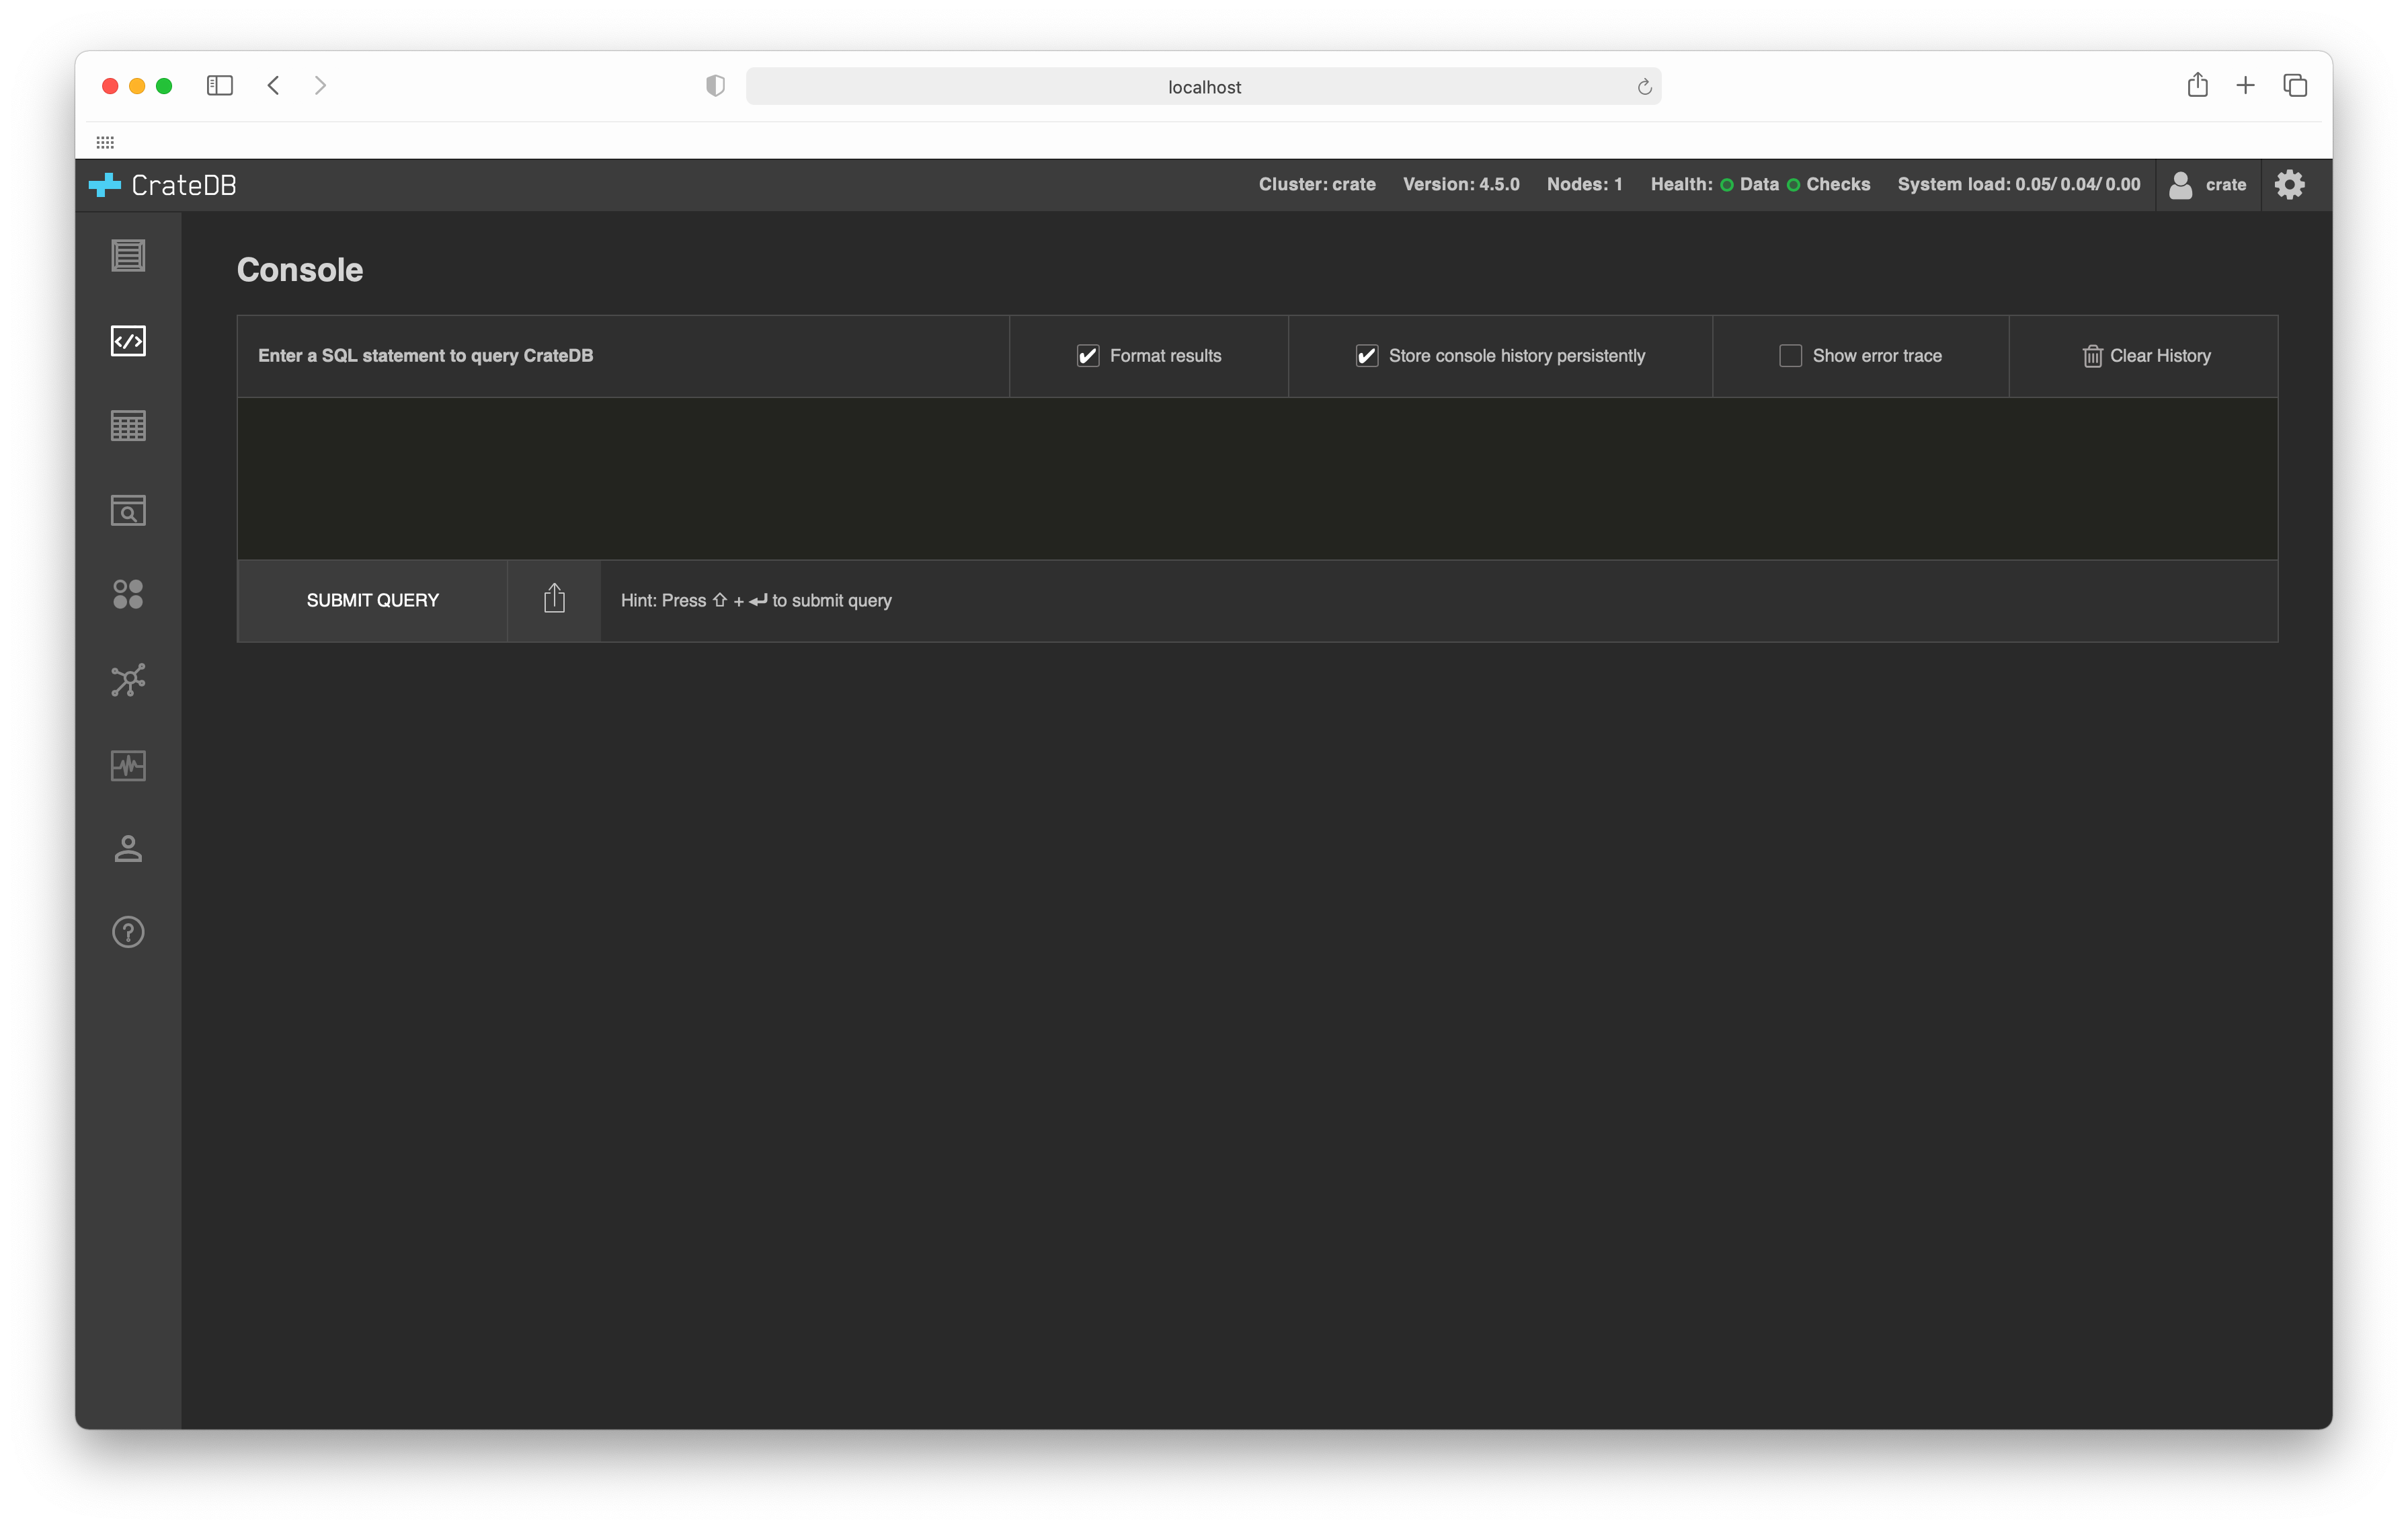 localhost
CrateDB
Cluster: crate Version: 4.5.0 Nodes: 1 Health: Data Checks System load: 0.05/ 0.04/ 0.00 crate
Console
Enter a SQL statement to query CrateDB Format results Store console history persistently Show error trace Clear History
SUBMIT QUERY Hint: Press ⇧ + ↵ to submit query